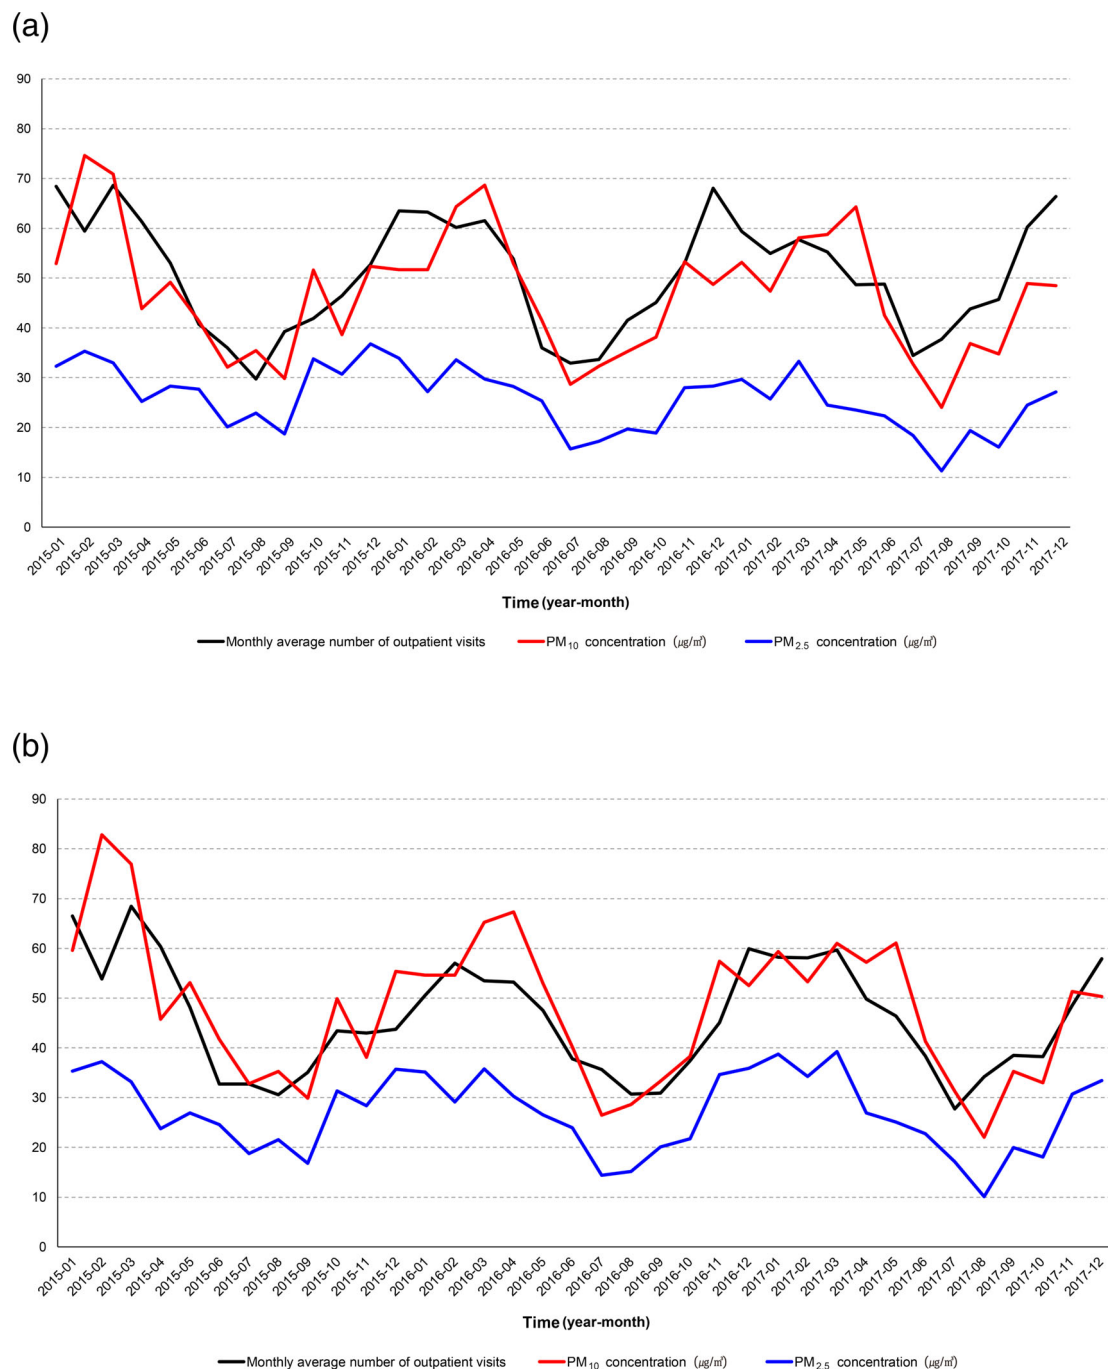 (a)
90
80
70
60
50
40
30
20
10
0
2015-01 2015-02 2015-03 2015-04 2015-05 2015-06 2015-07 2015-08 2015-09 2015-10 2015-11 2015-12 2016-01 2016-02 2016-03 2016-04 2016-05 2016-06 2016-07 2016-08 2016-09 2016-10 2016-11 2016-12 2017-01 2017-02 2017-03 2017-04 2017-05 2017-06 2017-07 2017-08 2017-09 2017-10 2017-11 2017-12
Time (year-month)
Monthly average number of outpatient visits PM10 concentration (㎍/㎥) PM2.5 concentration (㎍/㎥)
(b)
90
80
70
60
50
40
30
20
10
0
2015-01 2015-02 2015-03 2015-04 2015-05 2015-06 2015-07 2015-08 2015-09 2015-10 2015-11 2015-12 2016-01 2016-02 2016-03 2016-04 2016-05 2016-06 2016-07 2016-08 2016-09 2016-10 2016-11 2016-12 2017-01 2017-02 2017-03 2017-04 2017-05 2017-06 2017-07 2017-08 2017-09 2017-10 2017-11 2017-12
Time (year-month)
Monthly average number of outpatient visits PM10 concentration (㎍/㎥) PM2.5 concentration (㎍/㎥)